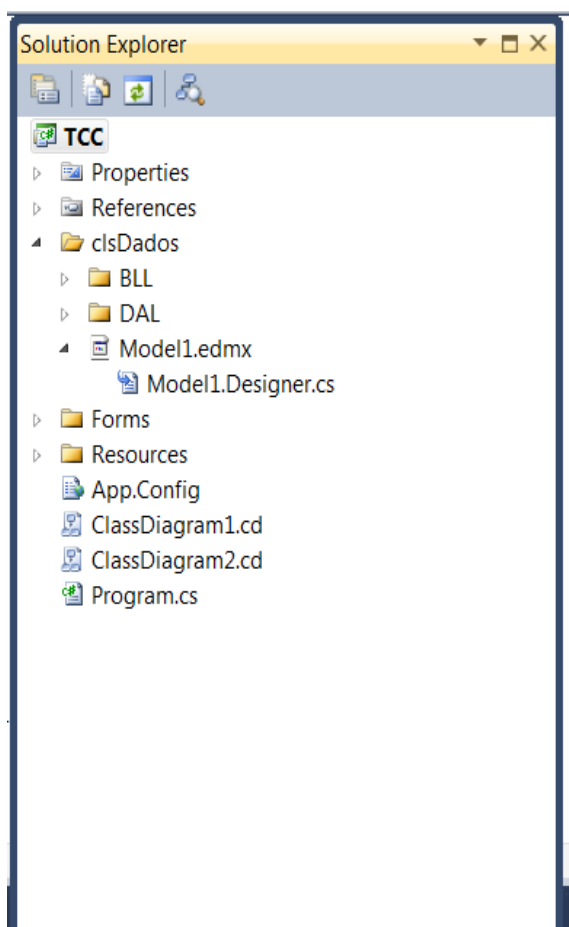 Solution Explorer
TCC
Properties
References
clsDados
BLL
DAL
Model1.edmx
Model1.Designer.cs
Forms
Resources
App.Config
ClassDiagram1.cd
ClassDiagram2.cd
Program.cs